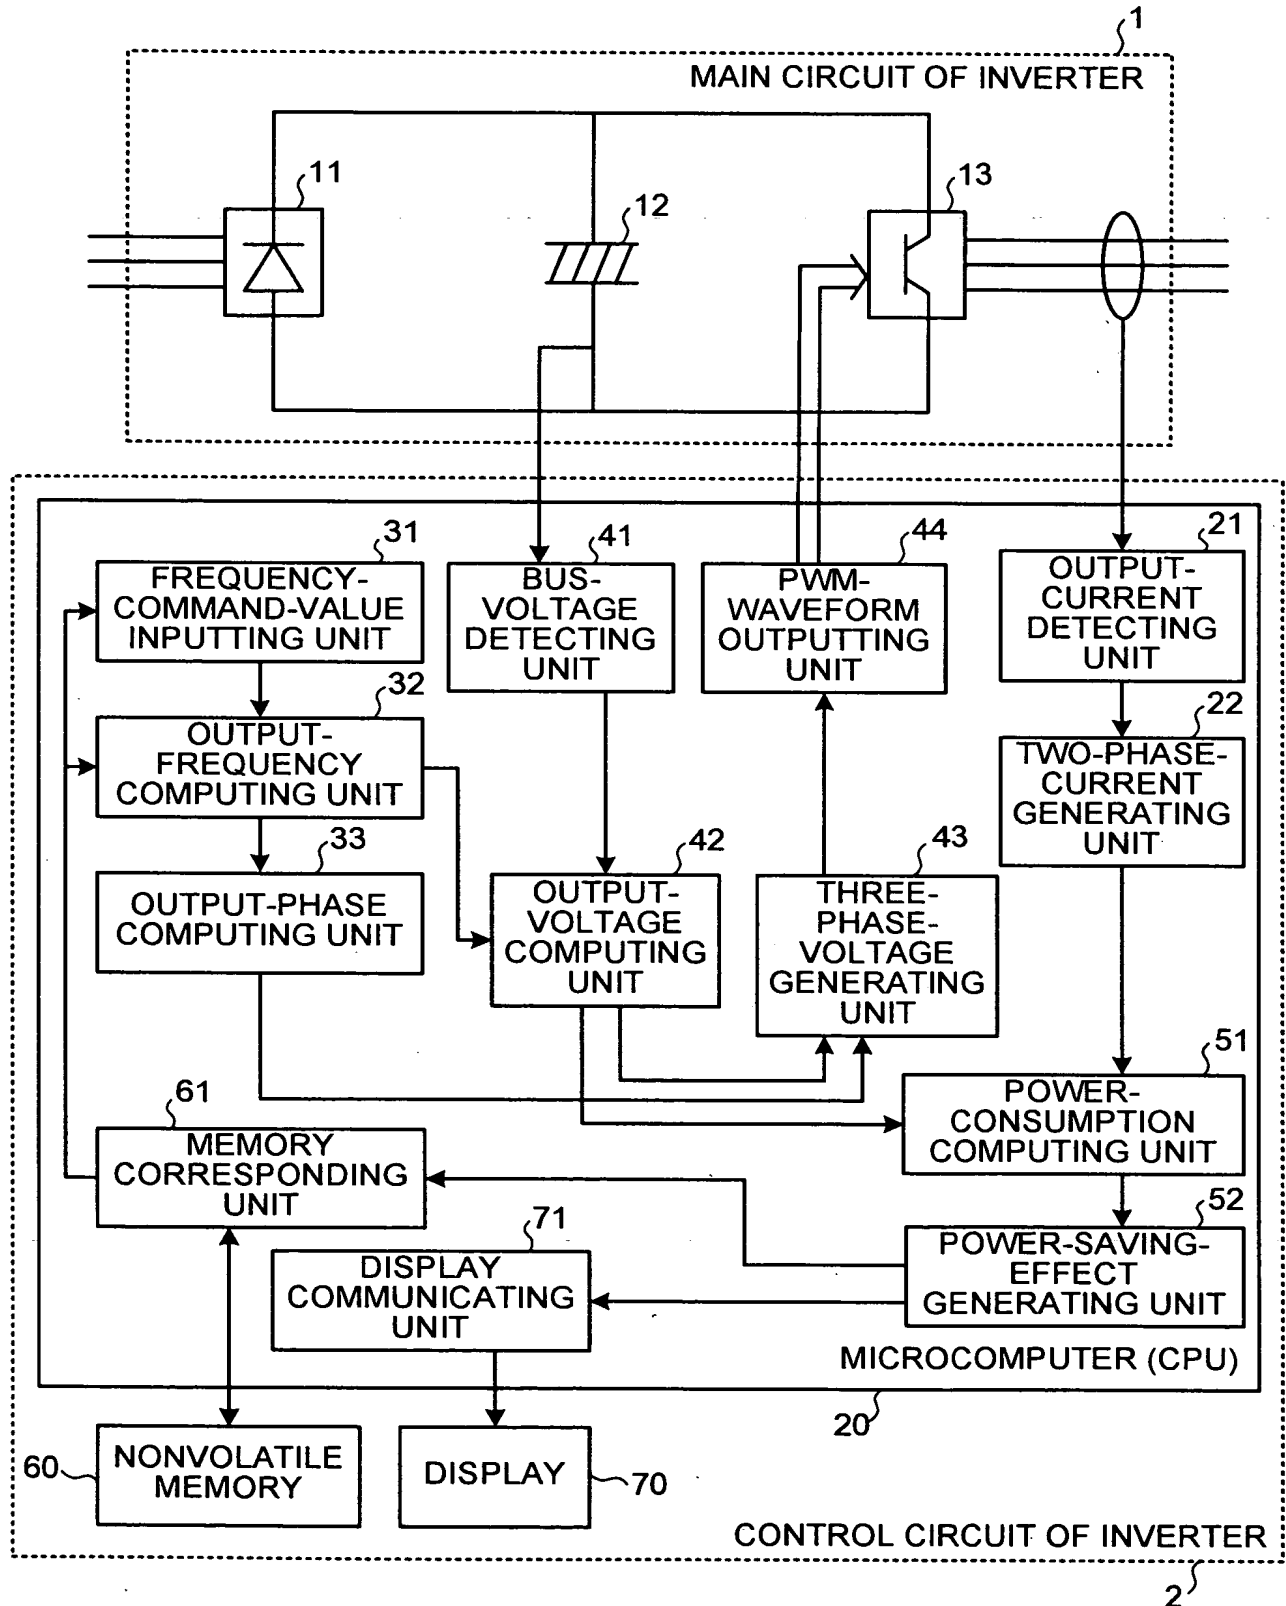 1
MAIN CIRCUIT OF INVERTER
11
12
13
31
FREQUENCY-
COMMAND-VALUE
INPUTTING UNIT
41
BUS-
VOLTAGE
DETECTING
UNIT
44
PWM-
WAVEFORM
OUTPUTTING
UNIT
21
OUTPUT-
CURRENT
DETECTING
UNIT
32
OUTPUT-
FREQUENCY
COMPUTING UNIT
22
TWO-PHASE-
CURRENT
GENERATING
UNIT
33
OUTPUT-PHASE
COMPUTING UNIT
42
OUTPUT-
VOLTAGE
COMPUTING
UNIT
43
THREE-
PHASE-
VOLTAGE
GENERATING
UNIT
51
POWER-
CONSUMPTION
COMPUTING UNIT
61
MEMORY
CORRESPONDING
UNIT
52
POWER-SAVING-
EFFECT
GENERATING UNIT
71
DISPLAY
COMMUNICATING
UNIT
MICROCOMPUTER (CPU)
20
60
NONVOLATILE
MEMORY
DISPLAY
70
CONTROL CIRCUIT OF INVERTER
2